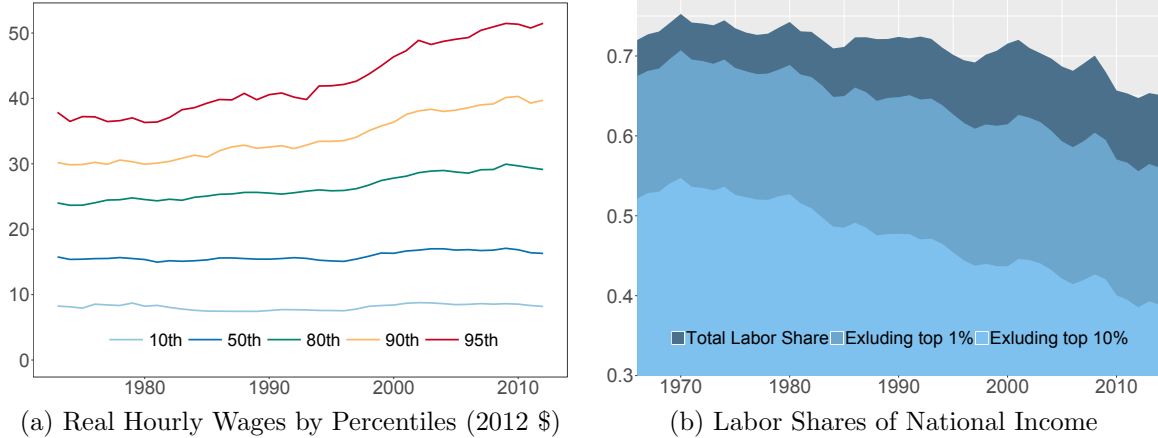 50
40
30
20
10
0
10th 50th 80th 90th 95th
1980 1990 2000 2010
(a) Real Hourly Wages by Percentiles (2012 $)
0.7
0.6
0.5
0.4
0.3
Total Labor Share Exluding top 1% Exluding top 10%
1970 1980 1990 2000 2010
(b) Labor Shares of National Income